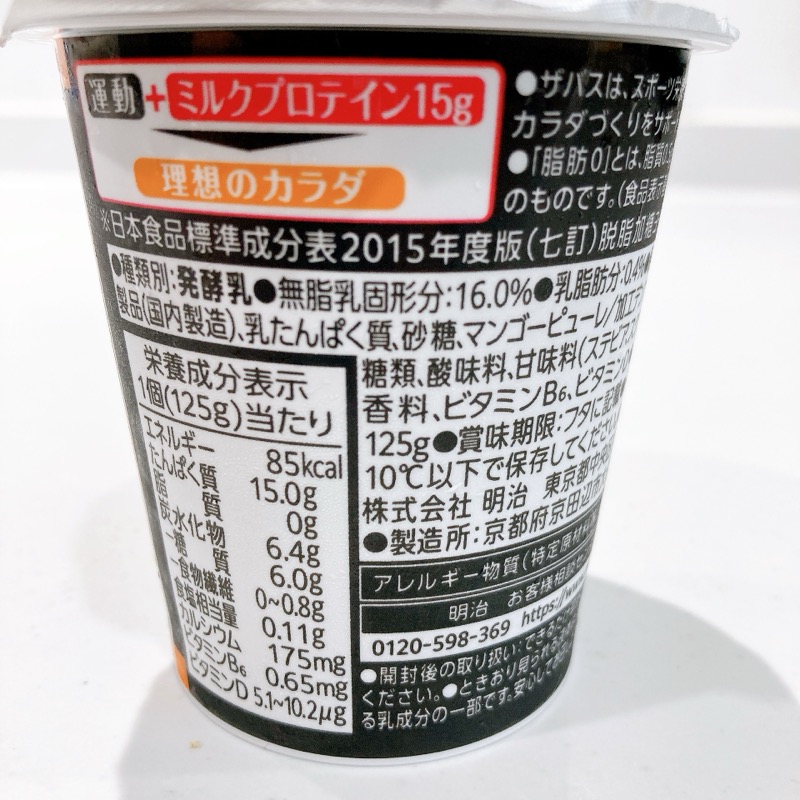 運動+ミルクプロテイン15g
理想のカラダ
●ザバスは、スポーツ栄
カラダづくりをサポー
●「脂肪0」とは、脂質0.5
のものです。(食品表示
※日本食品標準成分表2015年度版(七訂)脱脂加糖
●種類別:発酵乳●無脂乳固形分:16.0%●乳脂肪分:0.4%
製品(国内製造)、乳たんぱく質、砂糖、マンゴーピューレ/加工デ
糖類、酸味料、甘味料(ステビア、ス
香料、ビタミンB6、ビタミンD
125g●賞味期限:フタに記載
10℃以下で保存してください
株式会社 明治 東京都中央
●製造所:京都府京田辺市
アレルギー物質(特定原材料
明治 お客様相談セン
0120-598-369 https://www
●開封後の取り扱い:できる
ください。●ときおり見られる
る乳成分の一部です。安心して
栄養成分表示
1個(125g)当たり
エネルギー 85kcal
たんぱく質 15.0g
脂質 0g
炭水化物 6.4g
-糖質 6.0g
-食物繊維 0~0.8g
食塩相当量 0.11g
カルシウム 175mg
ビタミンB6 0.65mg
ビタミンD 5.1~10.2μg